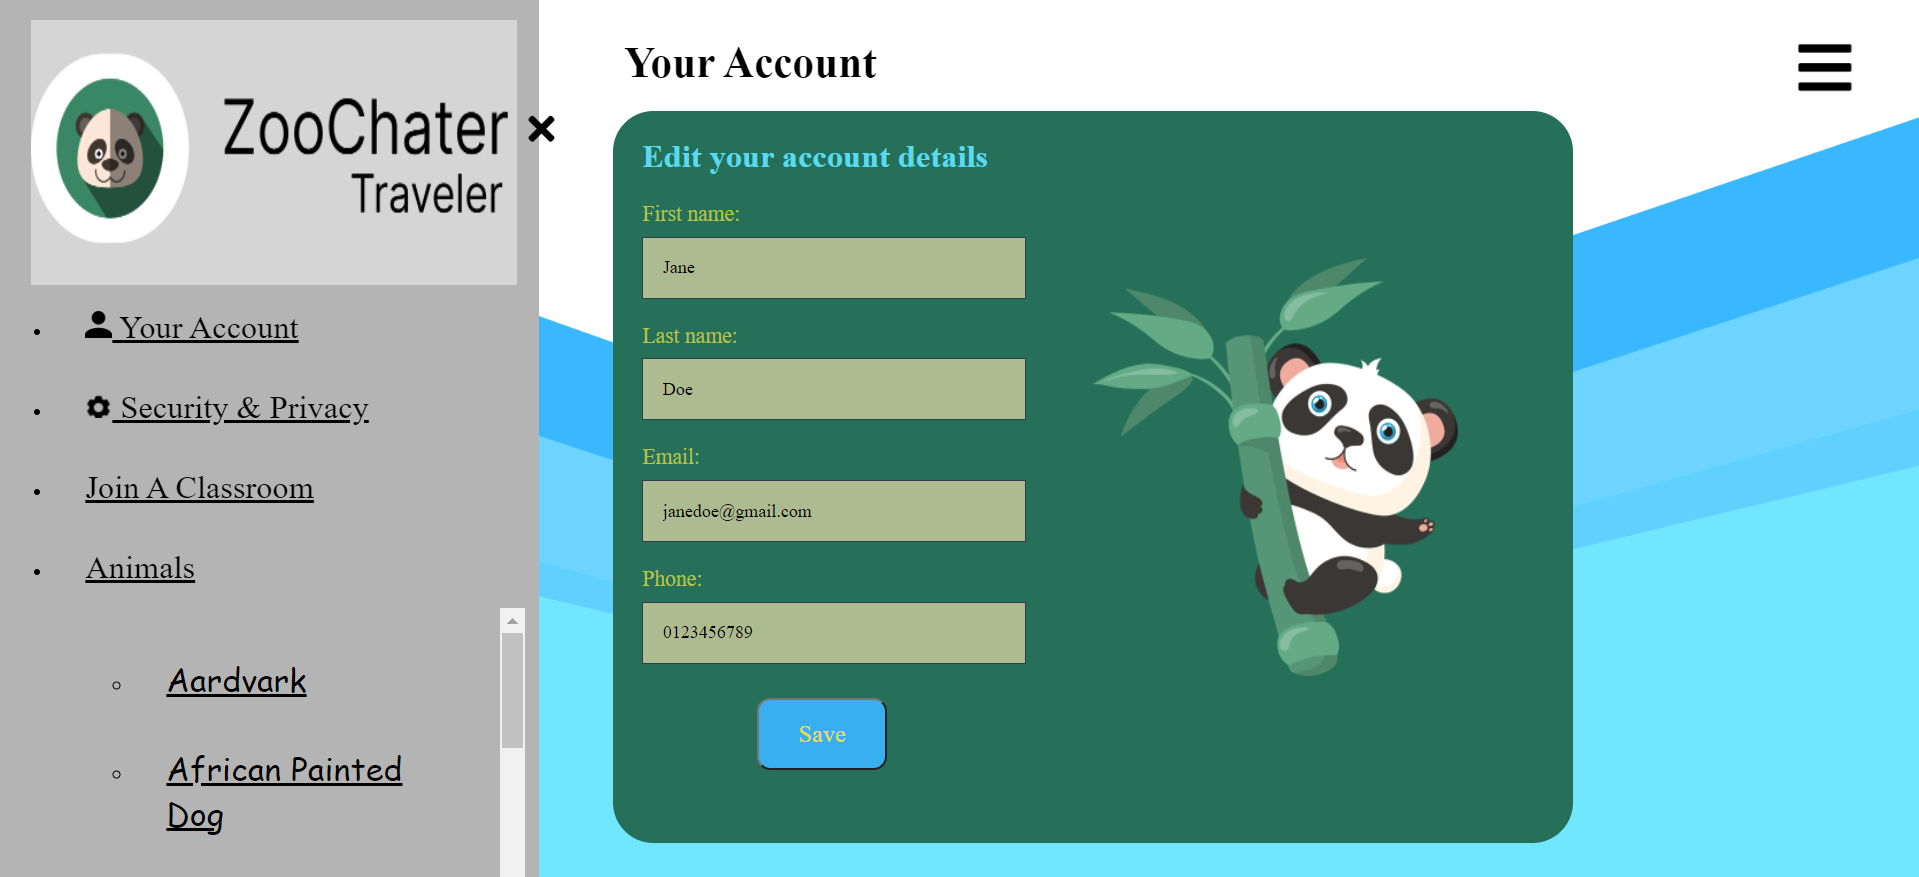 ZooChater
Traveler
Your Account
Security & Privacy
Join A Classroom
Animals
Aardvark
African Painted
Dog
Your Account
Edit your account details
First name:
Jane
Last name:
Doe
Email:
janedoe@gmail.com
Phone:
0123456789
Save